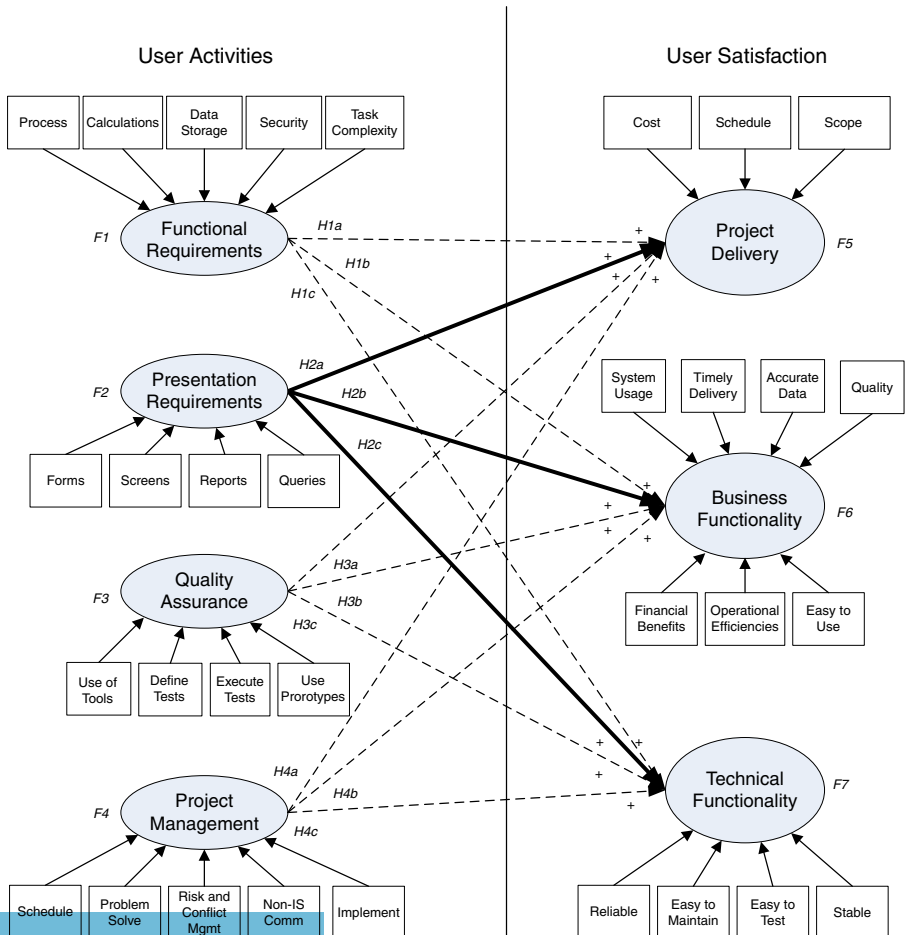 User Activities
User Satisfaction
Process
Calculations
Data
Storage
Security
Task
Complexity
Cost
Schedule
Scope
F1
Functional
Requirements
H1a
H1b
H1c
+
+
+
+
Project
Delivery
F5
F2
Presentation
Requirements
H2a
H2b
H2c
System
Usage
Timely
Delivery
Accurate
Data
Quality
Forms
Screens
Reports
Queries
+
+
+
+
Business
Functionality
F6
F3
Quality
Assurance
H3a
H3b
H3c
Financial
Benefits
Operational
Efficiencies
Easy to
Use
Use of
Tools
Define
Tests
Execute
Tests
Use
Prorotypes
F4
Project
Management
H4a
H4b
H4c
+
+
+
+
Technical
Functionality
F7
Schedule
Problem
Solve
Risk and
Conflict
Mgmt
Non-IS
Comm
Implement
Reliable
Easy to
Maintain
Easy to
Test
Stable